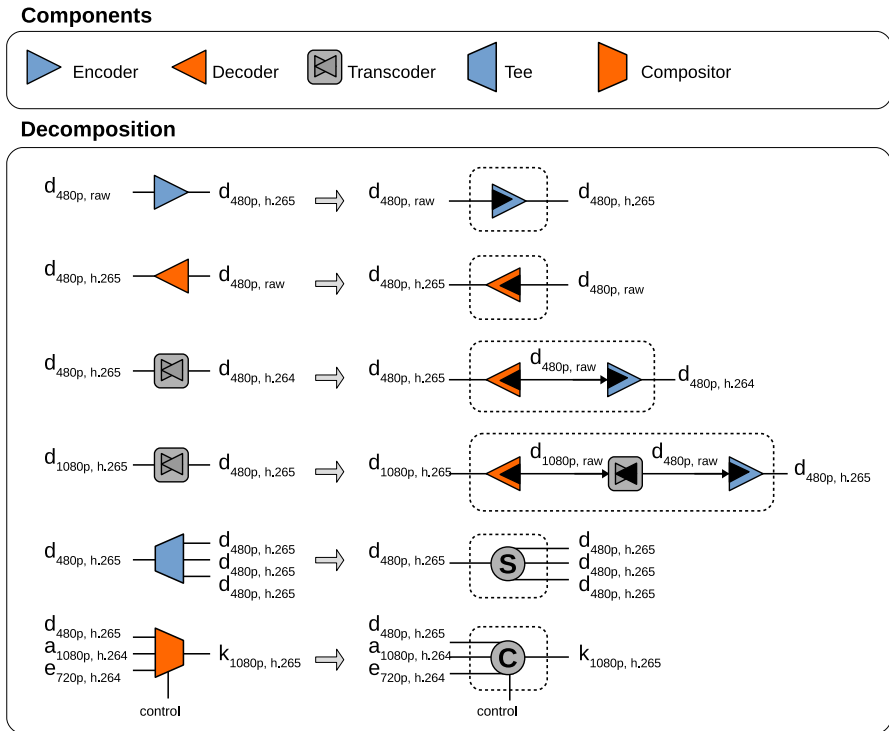 Components
Encoder Decoder Transcoder Tee Compositor
Decomposition
d480p, raw d480p, h.265 d480p, raw d480p, h.265
d480p, h.265 d480p, raw d480p, h.265 d480p, raw
d480p, h.265 d480p, h.264 d480p, h.265 d480p, raw d480p, h.264
d1080p, h.265 d480p, h.265 d1080p, h.265 d1080p, raw d480p, raw d480p, h.265
d480p, h.265 d480p, h.265 d480p, h.265 S d480p, h.265
d480p, h.265 d480p, h.265
d480p, h.265 d480p, h.265
d480p, h.265 d480p, h.265
a1080p, h.264 k1080p, h.265 a1080p, h.264 C k1080p, h.265
e720p, h.264 e720p, h.264
control control